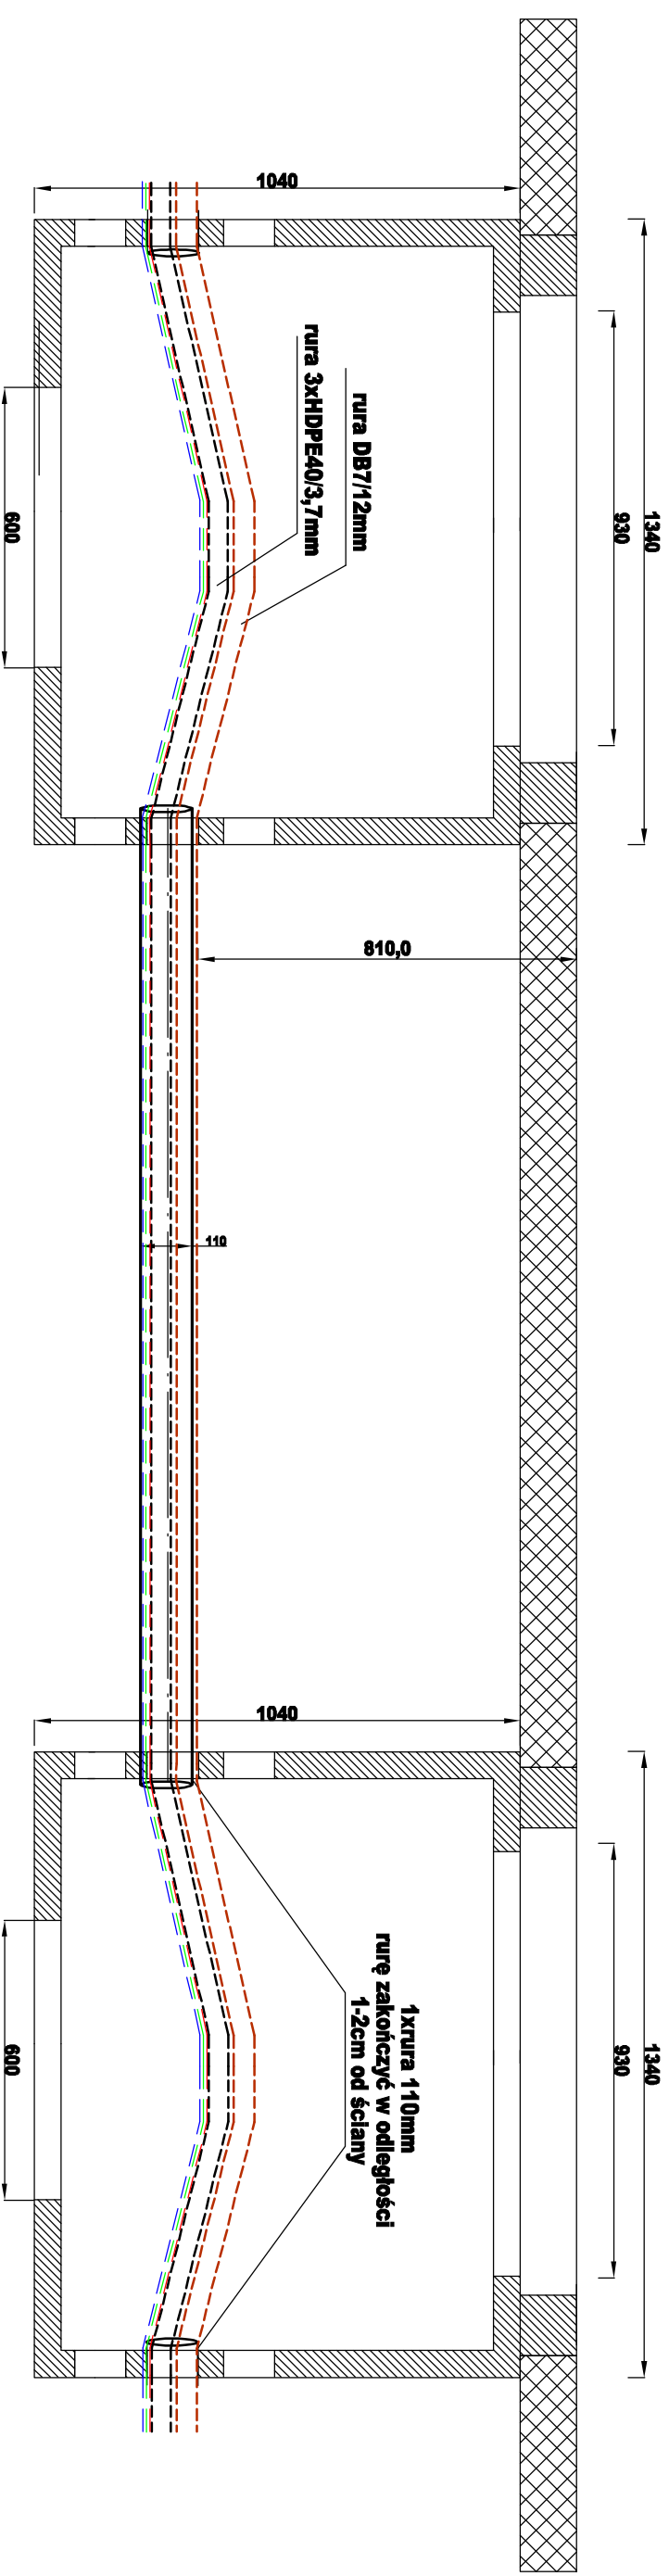 1340
930
1040
rura DB7/12mm
rura 3xHDPE40/3,7mm
600
810,0
110
1340
930
1040
1xrura 110mm
rurę zakończyć w odległości
1-2cm od ściany
600